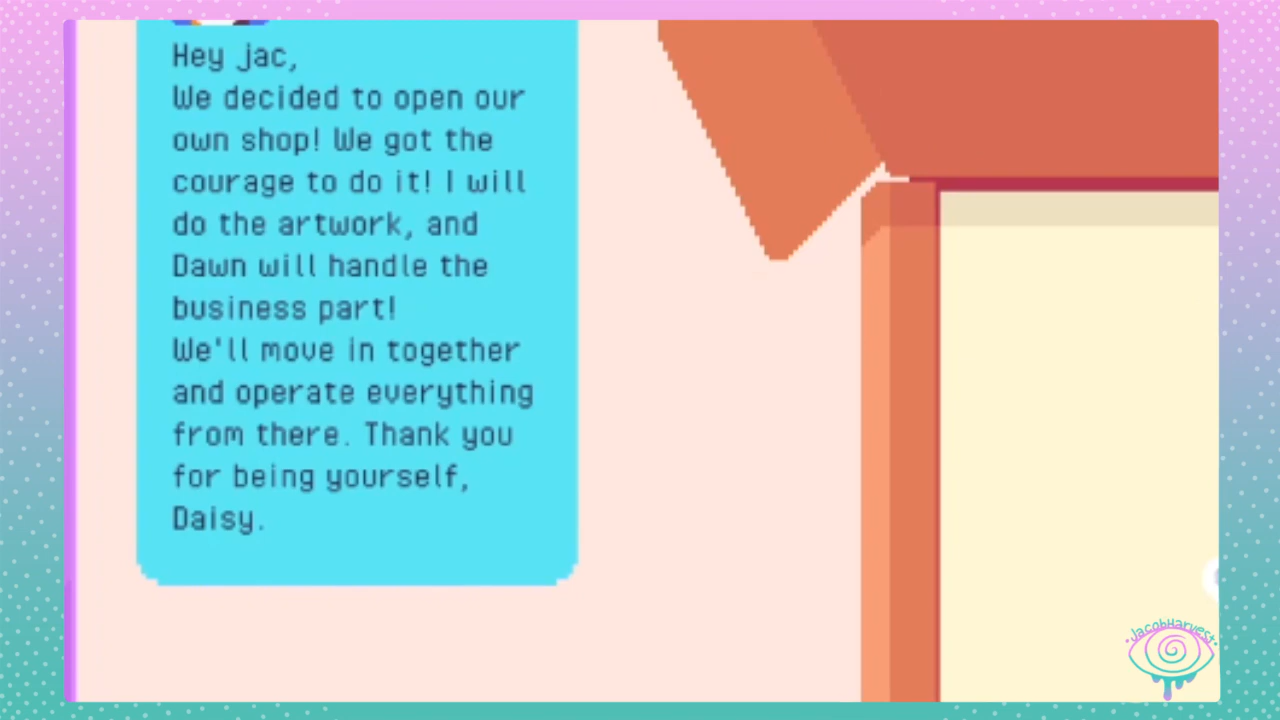 Hey jac,
We decided to open our
own shop! We got the
courage to do it! I will
do the artwork, and
Dawn will handle the
business part!
We'll move in together
and operate everything
from there. Thank you
for being yourself,
Daisy.
JacobHarvest